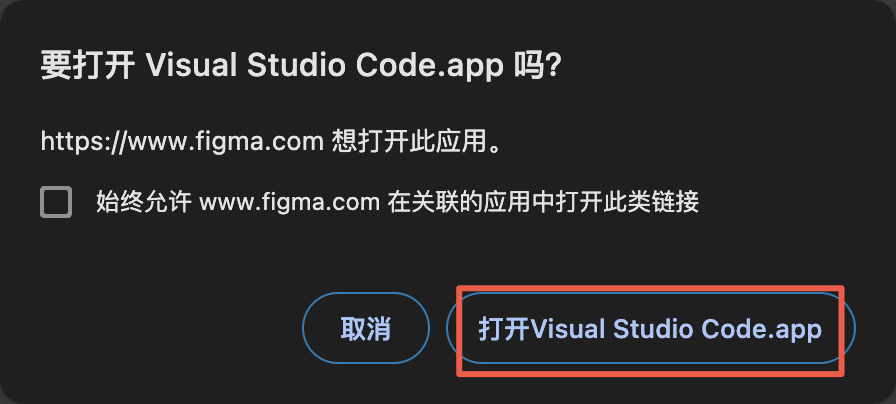 要打开 Visual Studio Code.app 吗?
https://www.figma.com 想打开此应用。
始终允许 www.figma.com 在关联的应用中打开此类链接
取消
打开Visual Studio Code.app